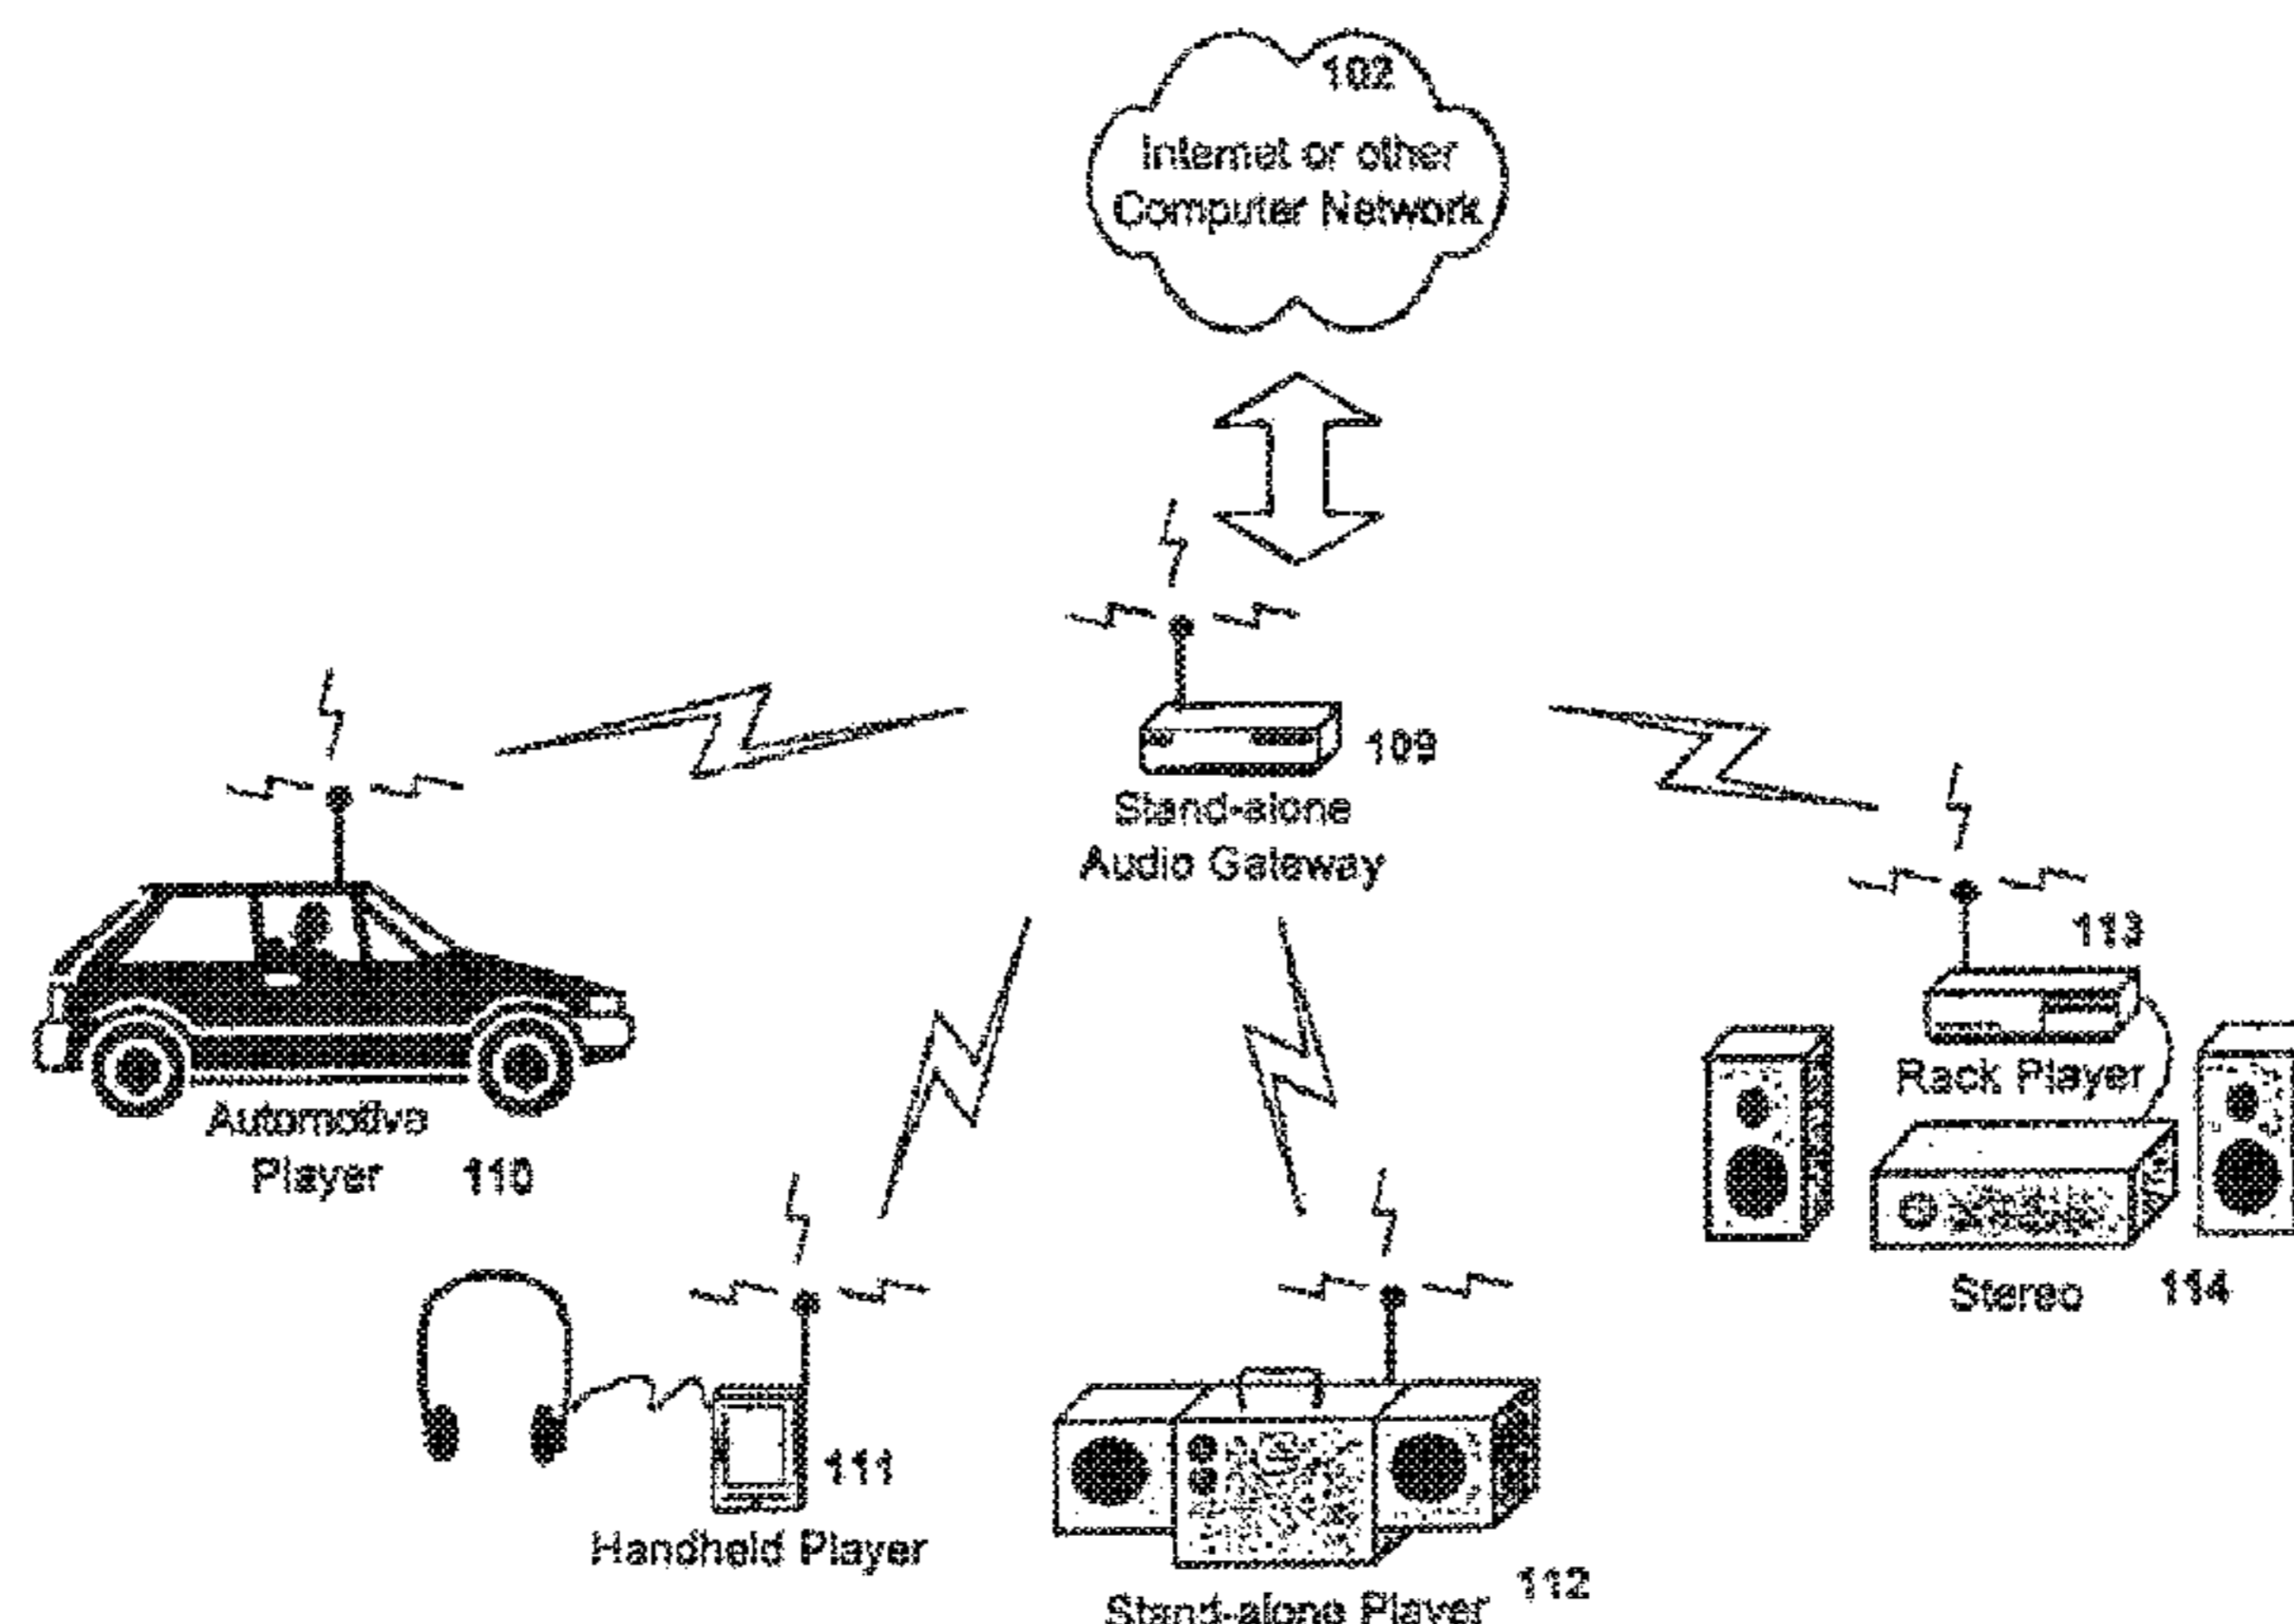 102
Internet or other
Computer Network
109
Stand-alone
Audio Gateway
113
Rack Player
Automotive
Player 110
Stereo 114
111
Handheld Player
112
Stand-alone Player